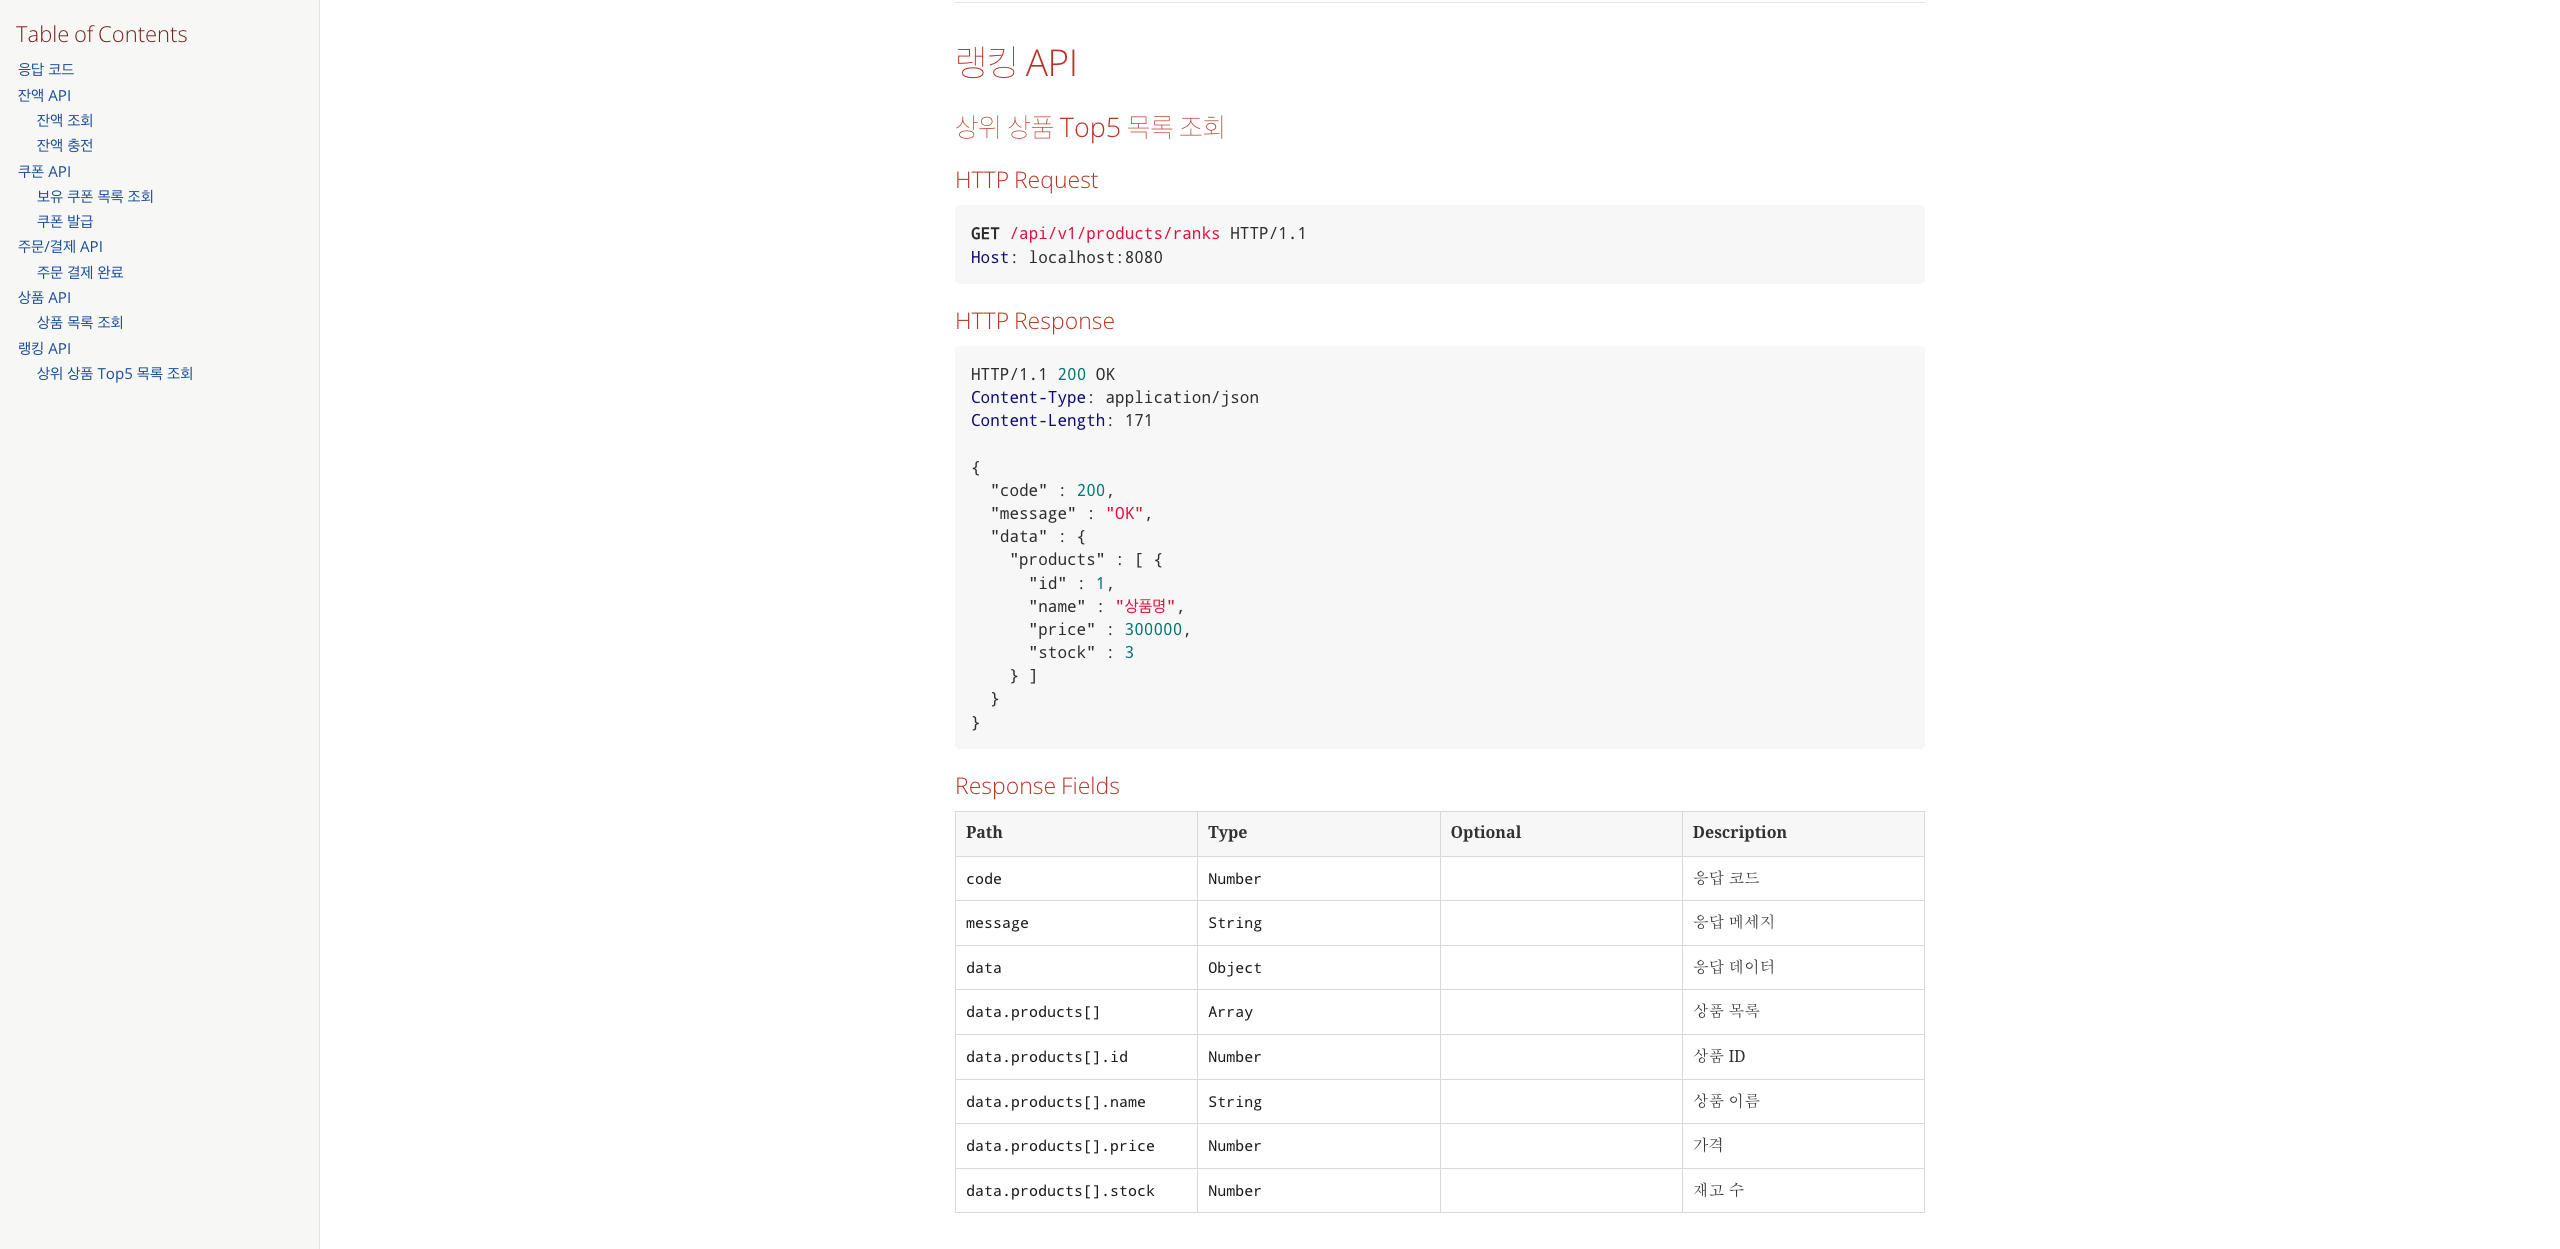 Table of Contents
응답 코드
잔액 API
잔액 조회
잔액 충전
쿠폰 API
보유 쿠폰 목록 조회
쿠폰 발급
주문/결제 API
주문 결제 완료
상품 API
상품 목록 조회
랭킹 API
상위 상품 Top5 목록 조회
랭킹 API
상위 상품 Top5 목록 조회
HTTP Request
GET /api/v1/products/ranks HTTP/1.1
Host: localhost:8080
HTTP Response
HTTP/1.1 200 OK
Content-Type: application/json
Content-Length: 171
{
  "code" : 200,
  "message" : "OK",
  "data" : {
    "products" : [ {
      "id" : 1,
      "name" : "상품명",
      "price" : 300000,
      "stock" : 3
    } ]
  }
}
Response Fields
Path Type Optional Description
code Number 응답 코드
message String 응답 메세지
data Object 응답 데이터
data.products[] Array 상품 목록
data.products[].id Number 상품 ID
data.products[].name String 상품 이름
data.products[].price Number 가격
data.products[].stock Number 재고 수